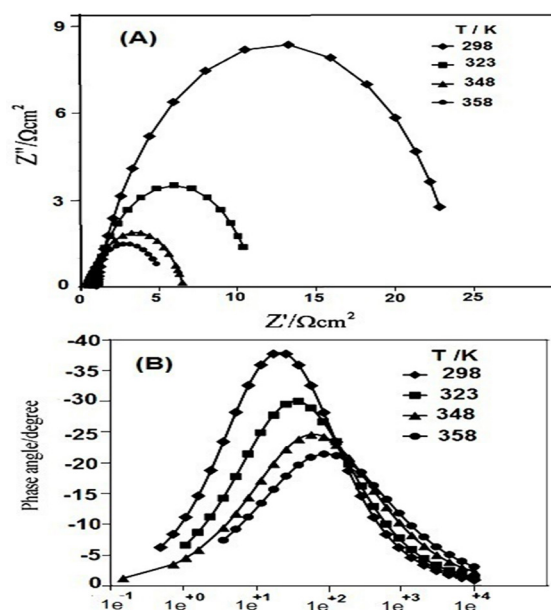 (A)
T / K
298
323
348
358
9
6
3
0
Z''/Ωcm²
0 5 10 15 20 25
Z'/Ωcm²
(B)
T /K
298
323
348
358
-40
-35
-30
-25
-20
-15
-10
-5
0
Phase angle/degree
1e⁻ 1e⁺⁰ 1e⁺¹ 1e⁺² 1e⁺³ 1e⁺⁴